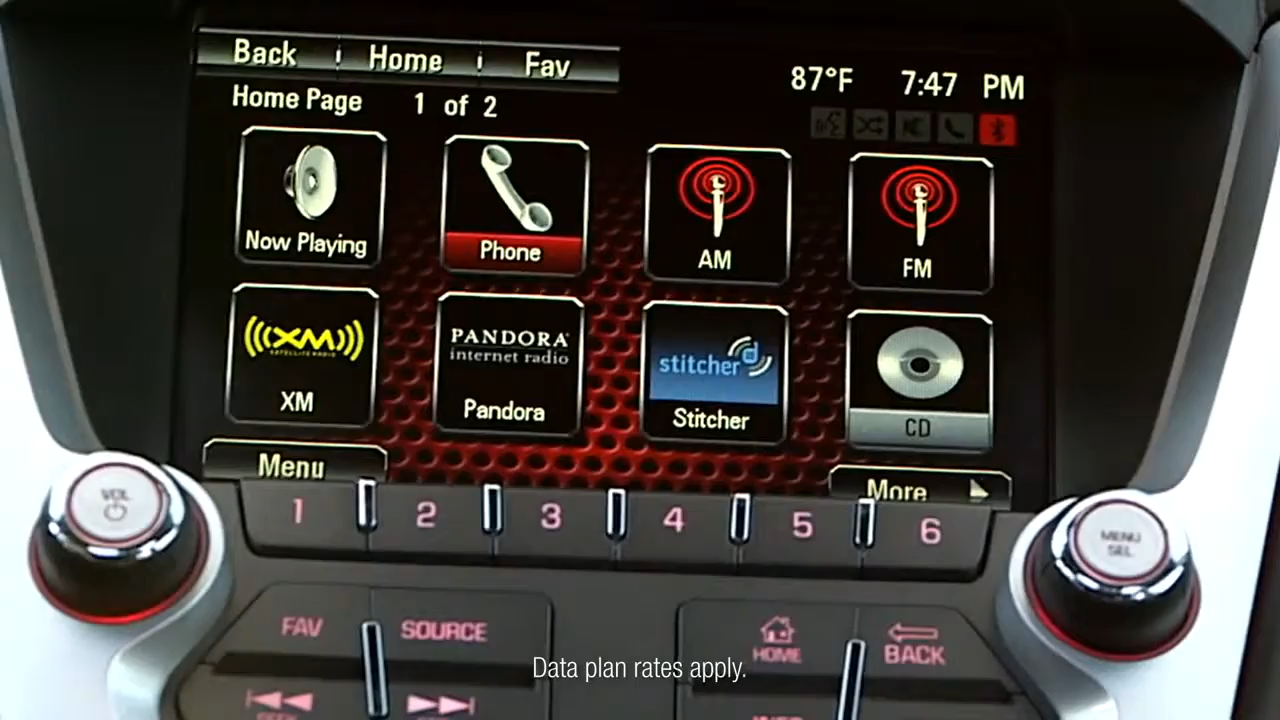 Back Home Fav
87°F 7:47 PM
Home Page 1 of 2
Now Playing
Phone
AM
FM
((XM))
SATELLITE RADIO
XM
PANDORA
internet radio
Pandora
stitcher
Stitcher
CD
Menu
More
VOL
1 2 3 4 5 6
MENU
SEL
FAV
SOURCE
HOME
BACK
Data plan rates apply.